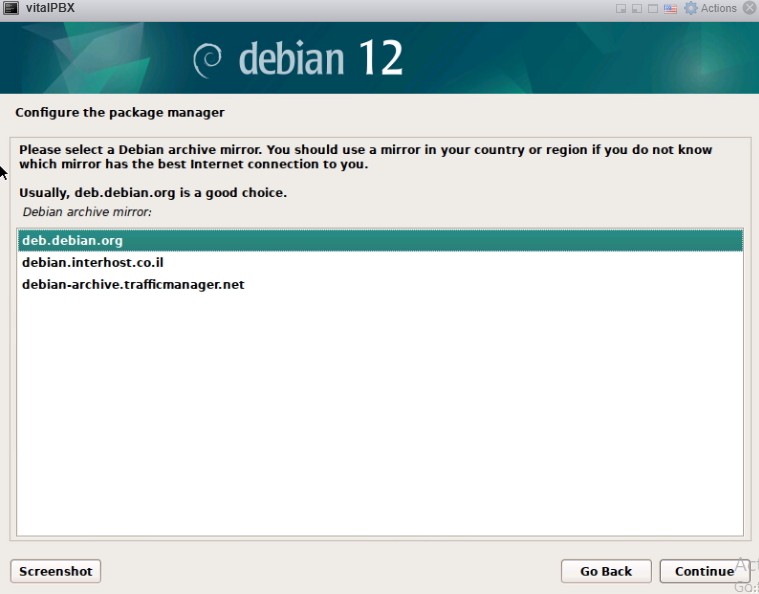 vitalPBX
Actions
debian 12
Configure the package manager
Please select a Debian archive mirror. You should use a mirror in your country or region if you do not know
which mirror has the best Internet connection to you.
Usually, deb.debian.org is a good choice.
Debian archive mirror:
deb.debian.org
debian.interhost.co.il
debian-archive.trafficmanager.net
Screenshot
Go Back
Continue